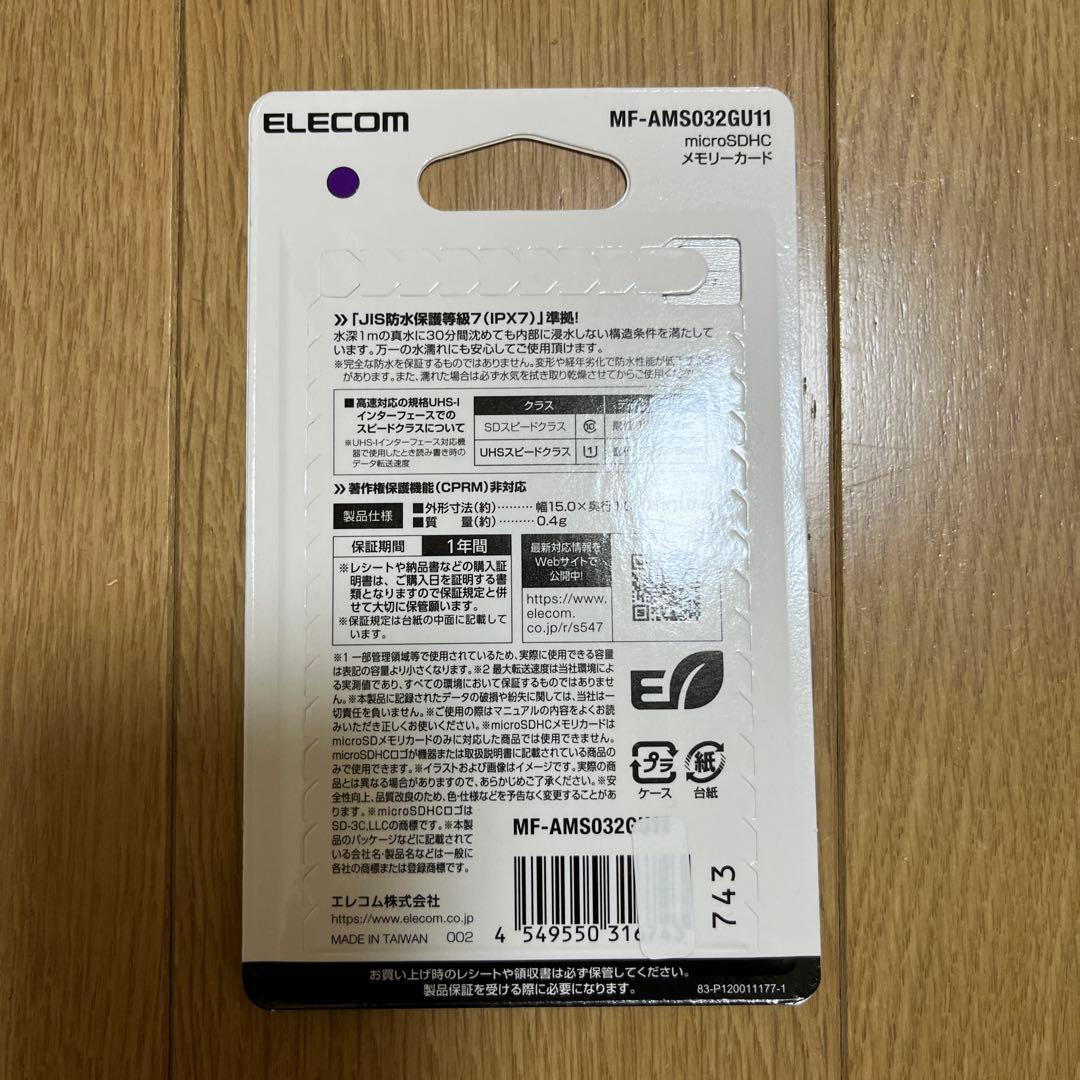 ELECOM
MF-AMS032GU11
microSDHC
メモリーカード
≫「JIS防水保護等級7(IPX7)」準拠!
水深1mの真水に30分間沈めても内部に浸水しない構造条件を満たして
います。万一の水濡れにも安心してご使用頂けます。
※完全な防水を保証するものではありません。変形や経年劣化で防水性能が低
があります。また、濡れた場合は必ず水気を拭き取り乾燥させてからご使用く
■高速対応の規格UHS-I
インターフェースでの
スピードクラスについて
※UHS-Iインターフェース対応機
器で使用したとき読み書き時の
データ転送速度
クラス
SDスピードクラス ⑩
UHSスピードクラス 1
≫著作権保護機能(CPRM)非対応
製品仕様
■外形寸法(約)……… 幅15.0×奥行
■質 量(約)……… 0.4g
保証期間 1年間
※レシートや納品書などの購入証
明書は、ご購入日を証明する書
類となりますので保証規定と併
せて大切に保管願います。
※保証規定は台紙の中面に記載して
います。
最新対応情報を
Webサイトで
公開中!
https://www.
elecom.
co.jp/r/s547
※1 一部管理領域等で使用されているため、実際に使用できる容量
は表記の容量より小さくなります。※2 最大転送速度は当社環境によ
る実測値であり、すべての環境において保証するものではありませ
ん。※本製品に記録されたデータの破損や紛失に関しては、当社は一
切責任を負いません。※ご使用の際はマニュアルの内容をよくお読
みいただき正しくお使いください。※microSDHCメモリカードは
microSDメモリカードのみに対応した商品では使用できません。
microSDHCロゴが機器または取扱説明書に記載されている商品の
みで使用できます。※イラストおよび画像はイメージです。実際の商
品とは異なる場合がありますので、あらかじめご了承ください。※安
全性向上、品質改良のため、色・仕様などを予告なく変更することがあ
ります。※microSDHCロゴは
SD-3C,LLCの商標です。※本製
品のパッケージなどに記載されて
いる会社名・製品名などは一般に
各社の商標または登録商標です。
プラ
ケース
紙
台紙
MF-AMS032GU11
4 549550 316743
743
エレコム株式会社
https://www.elecom.co.jp
MADE IN TAIWAN 002
お買い上げ時のレシートや領収書は必ず保管してください。
製品保証を受ける際に必要になります。
83-P120011177-1